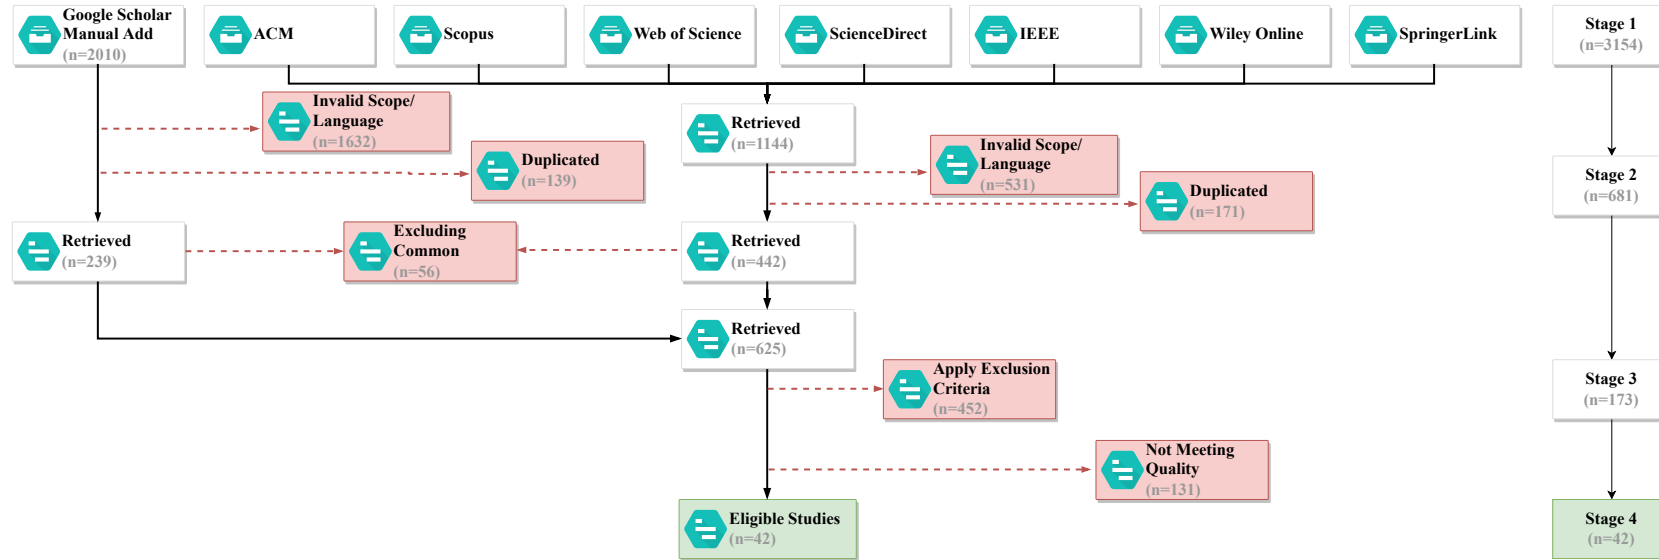 Google Scholar
Manual Add
(n=2010)
ACM
Scopus
Web of Science
ScienceDirect
IEEE
Wiley Online
SpringerLink
Stage 1
(n=3154)
Invalid Scope/
Language
(n=1632)
Retrieved
(n=1144)
Duplicated
(n=139)
Invalid Scope/
Language
(n=531)
Duplicated
(n=171)
Stage 2
(n=681)
Retrieved
(n=239)
Excluding
Common
(n=56)
Retrieved
(n=442)
Retrieved
(n=625)
Apply Exclusion
Criteria
(n=452)
Stage 3
(n=173)
Not Meeting
Quality
(n=131)
Eligible Studies
(n=42)
Stage 4
(n=42)